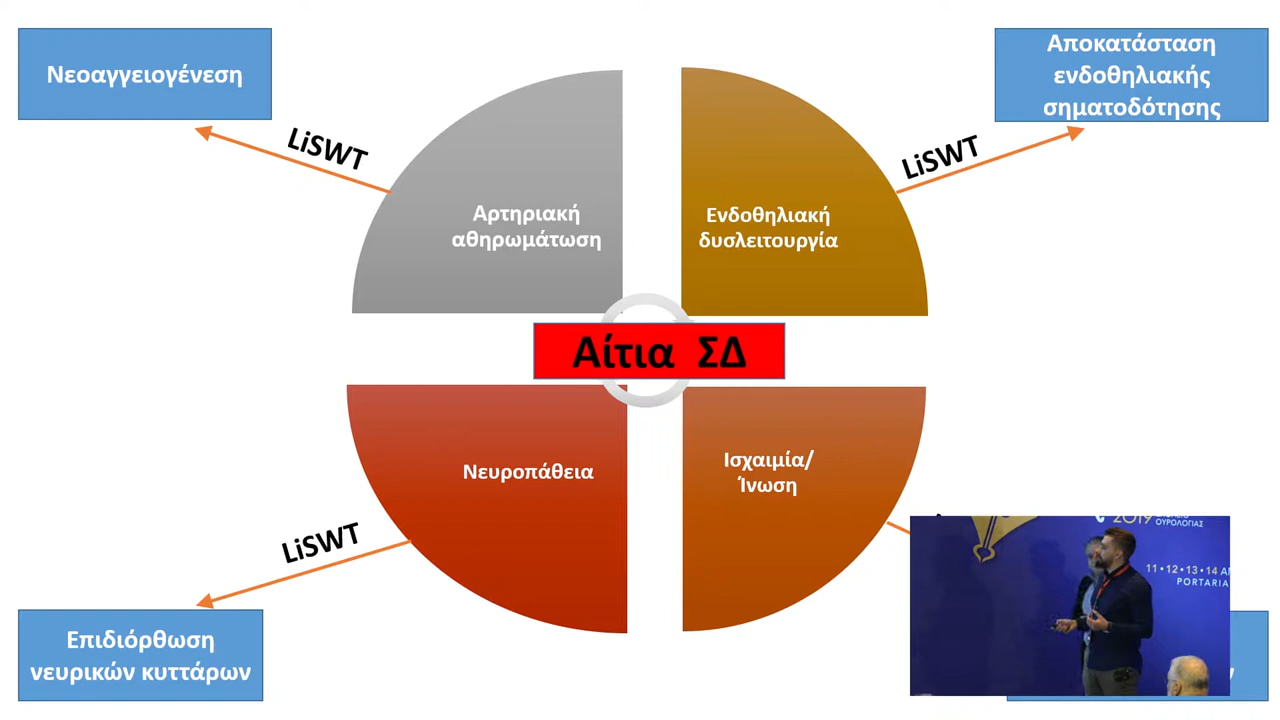 Νεοαγγειογένεση
Αποκατάσταση
ενδοθηλιακής
σηματοδότησης
LiSWT
LiSWT
Αρτηριακή
αθηρωμάτωση
Ενδοθηλιακή
δυσλειτουργία
Αίτια ΣΔ
Νευροπάθεια
Ισχαιμία/
Ίνωση
LiSWT
2019
ΟΥΡΟΛΟΓΙΑΣ
11 • 12 • 13 • 14
PORTARIA
Επιδιόρθωση
νευρικών κυττάρων